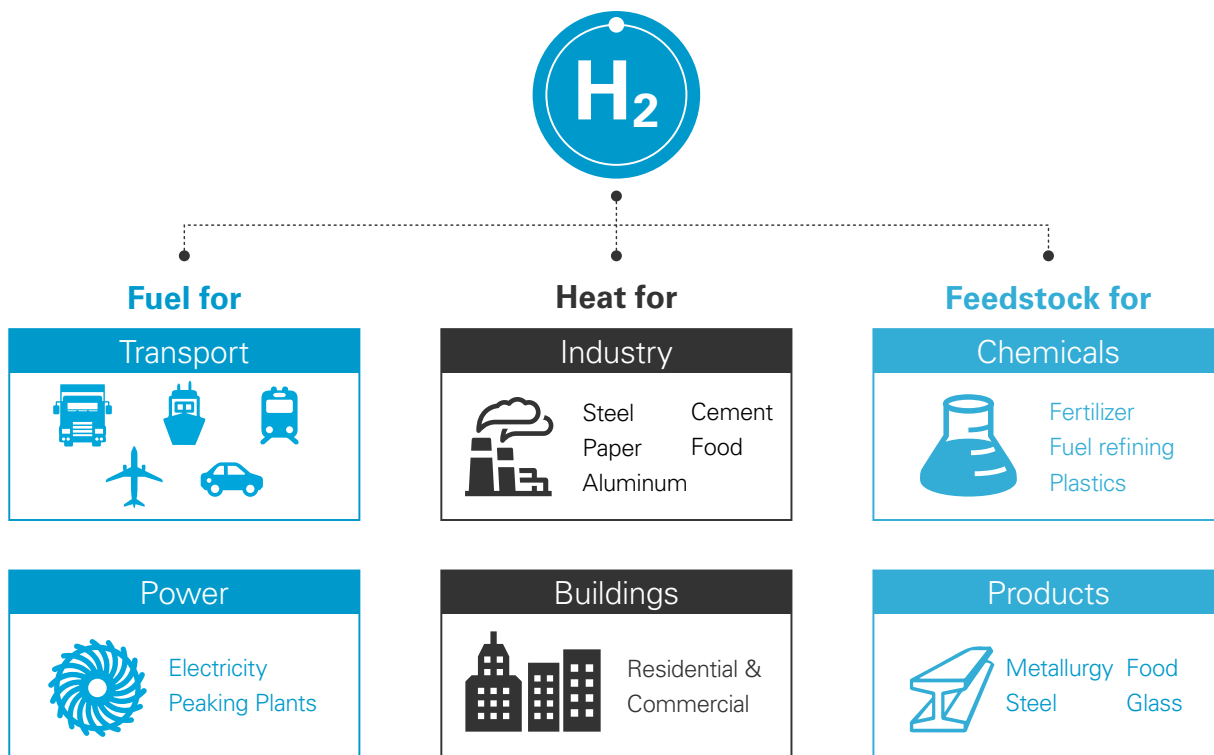 H₂
Fuel for
Transport
Power
Electricity
Peaking Plants
Heat for
Industry
Steel Cement
Paper Food
Aluminum
Buildings
Residential &
Commercial
Feedstock for
Chemicals
Fertilizer
Fuel refining
Plastics
Products
Metallurgy Food
Steel Glass